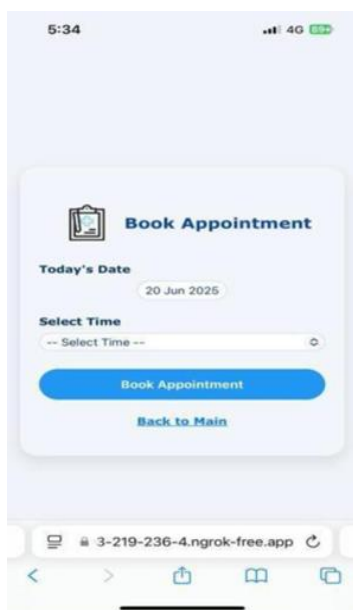 5:34 4G 89+
Book Appointment
Today's Date
20 Jun 2025
Select Time
-- Select Time --
Book Appointment
Back to Main
3-219-236-4.ngrok-free.app